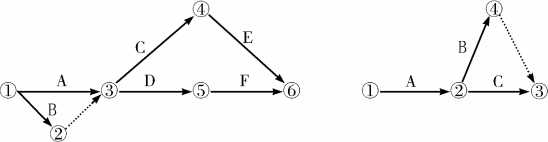 ④ ④
C E B
① A ③ D ⑤ F ⑥ ① A ② C ③
B
②